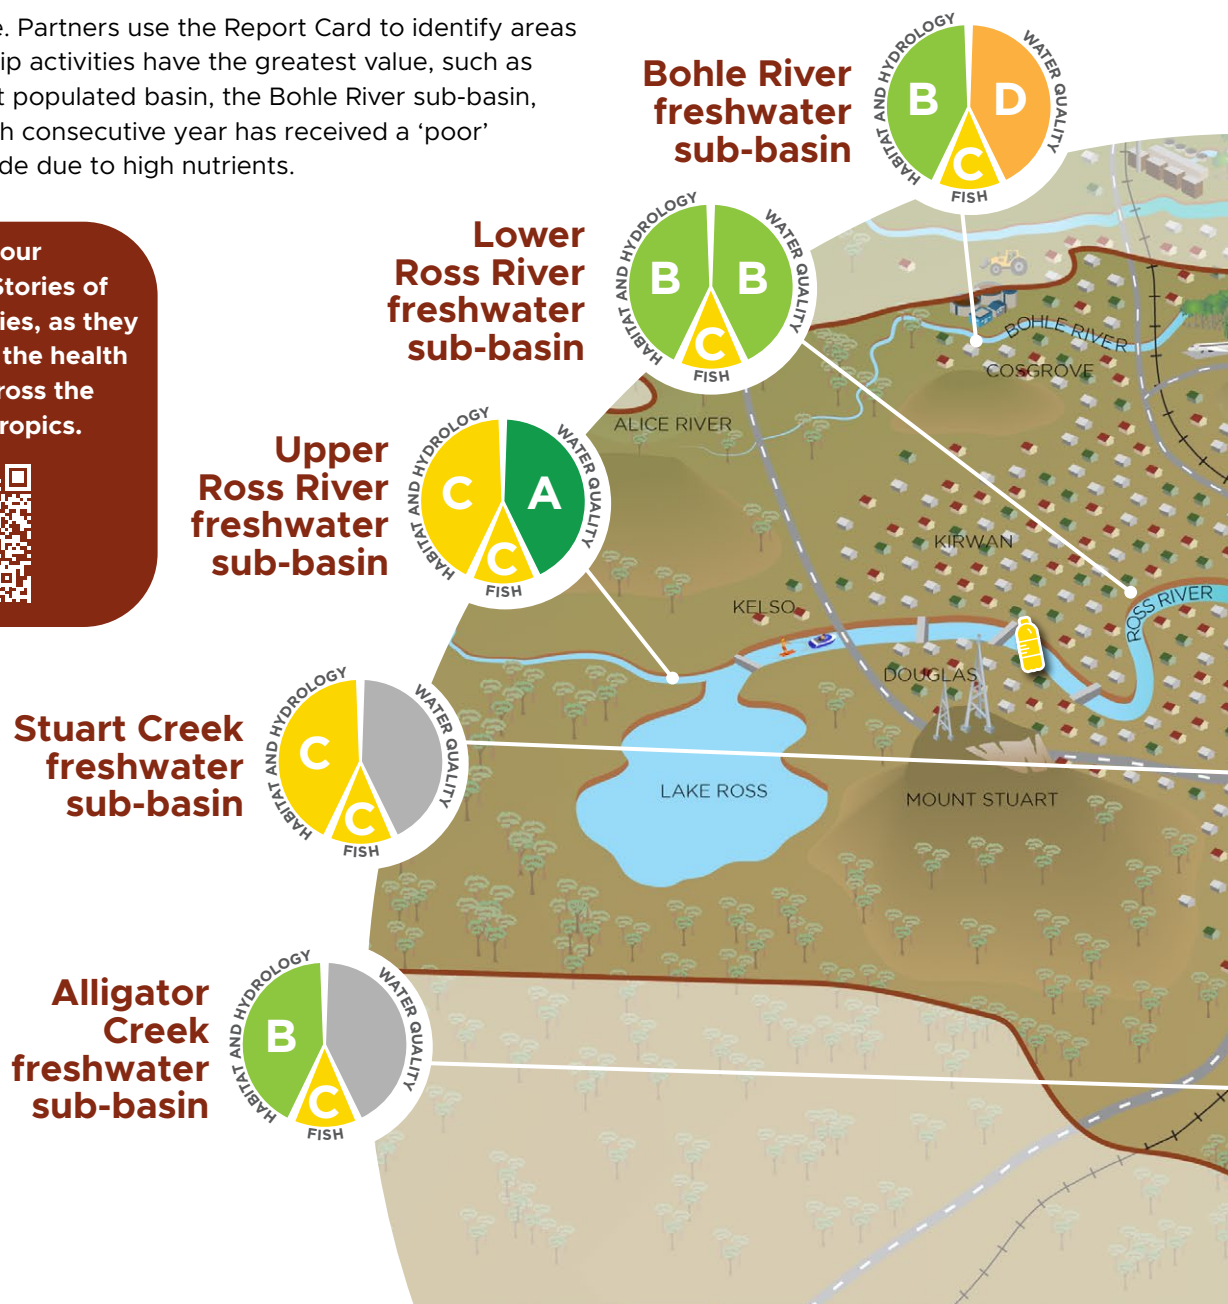 e. Partners use the Report Card to identify areas
ip activities have the greatest value, such as
t populated basin, the Bohle River sub-basin,
h consecutive year has received a ‘poor’
de due to high nutrients.
our
Stories of
ies, as they
the health
ross the
ropics.
Bohle River
freshwater
sub-basin
HABITAT AND HYDROLOGY
WATER QUALITY
B
D
C
FISH
Lower
Ross River
freshwater
sub-basin
HABITAT AND HYDROLOGY
WATER QUALITY
B
B
C
FISH
Upper
Ross River
freshwater
sub-basin
HABITAT AND HYDROLOGY
WATER QUALITY
C
A
C
FISH
Stuart Creek
freshwater
sub-basin
HABITAT AND HYDROLOGY
WATER QUALITY
C
C
FISH
Alligator
Creek
freshwater
sub-basin
HABITAT AND HYDROLOGY
WATER QUALITY
B
C
FISH
BOHLE RIVER
COSGROVE
ALICE RIVER
KIRWAN
ROSS RIVER
KELSO
DOUGLAS
LAKE ROSS
MOUNT STUART